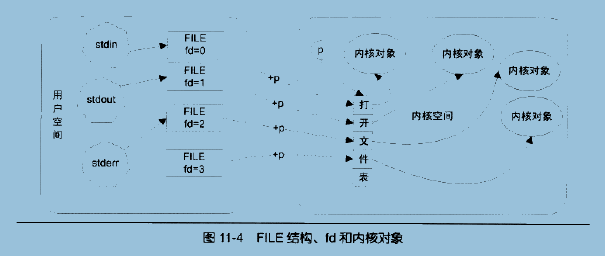 stdin
FILE
fd=0
p
内核对象
内核对象
内核对象
FILE
fd=1
+p
用户空间
stdout
+p
打开文件表
内核空间
内核对象
FILE
fd=2
+p
stderr
FILE
fd=3
+p
图 11-4 FILE 结构、fd 和内核对象